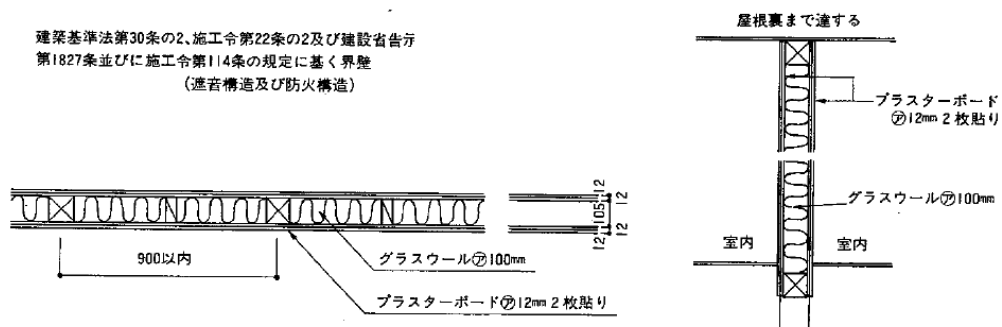 建築基準法第30条の2、施工令第22条の2及び建設省告示
第1827条並びに施工令第114条の規定に基く界壁
(遮音構造及び防火構造)
屋根裏まで達する
プラスターボード
㋐12mm 2枚貼り
12
12
105
12
12
グラスウール㋐100mm
室内
室内
900以内
グラスウール㋐100mm
プラスターボード㋐12mm 2枚貼り